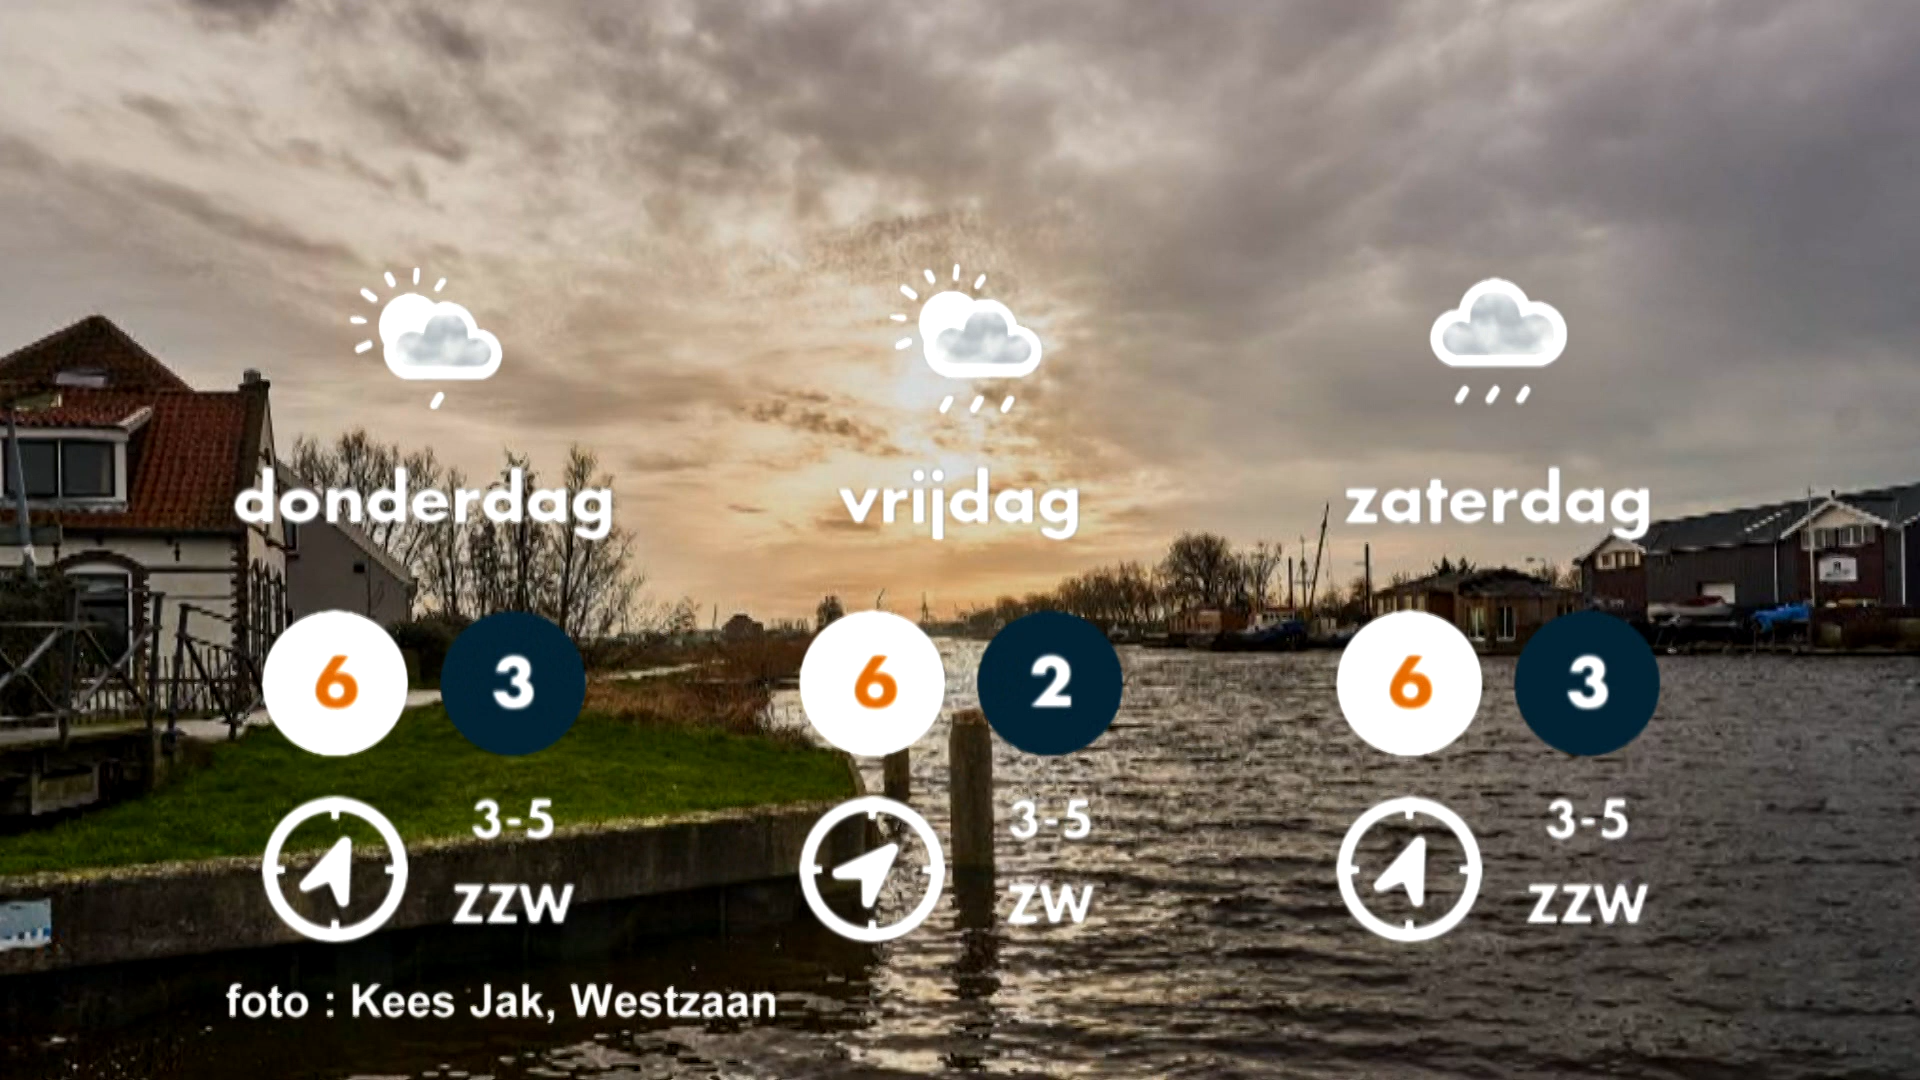 donderdag
vrijdag
zaterdag
6
3
6
2
6
3
3-5
ZZW
3-5
ZW
3-5
ZZW
foto : Kees Jak, Westzaan